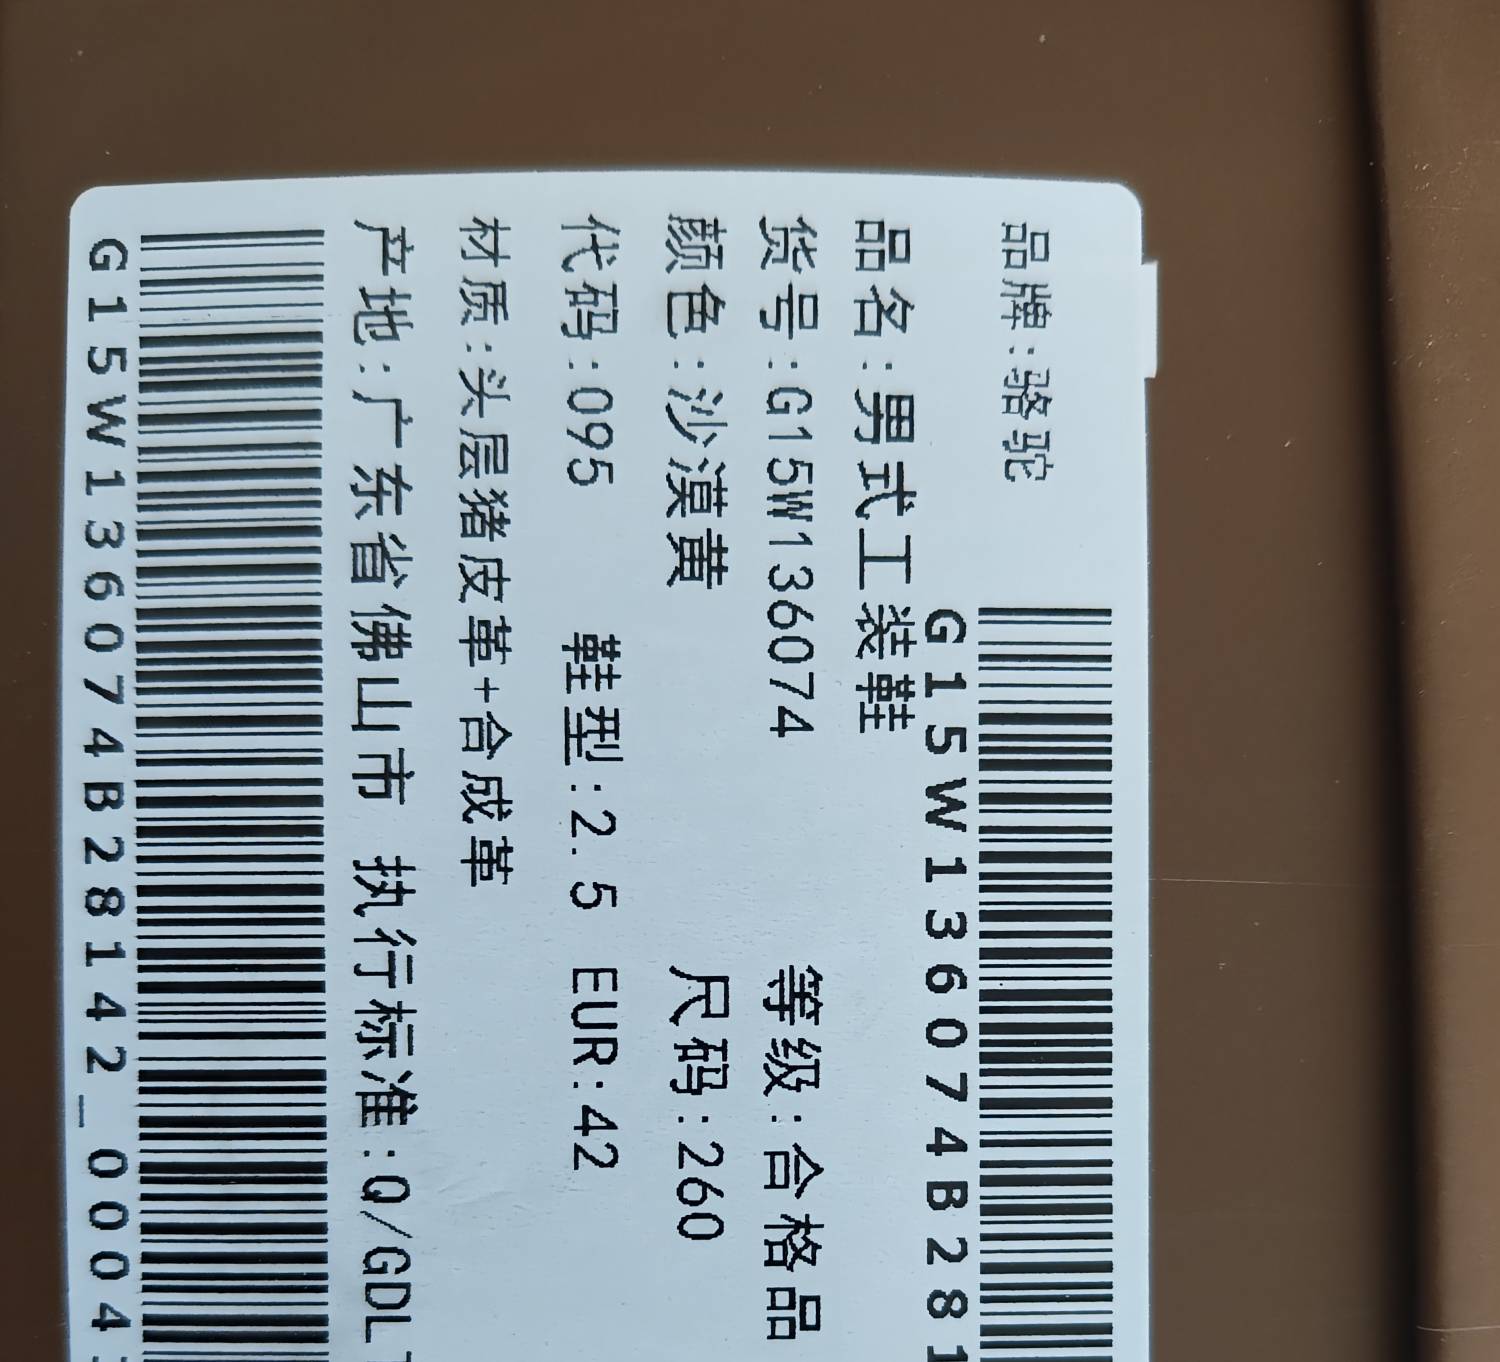 品牌:骆驼
G15W136074B281
品名:男式工装鞋
货号:G15W136074 等级:合格品
颜色:沙漠黄 尺码:260
代码:095 鞋型:2.5 EUR:42
材质:头层猪皮革+合成革
产地:广东省佛山市 执行标准:Q/GDL
G15W136074B28142_0004